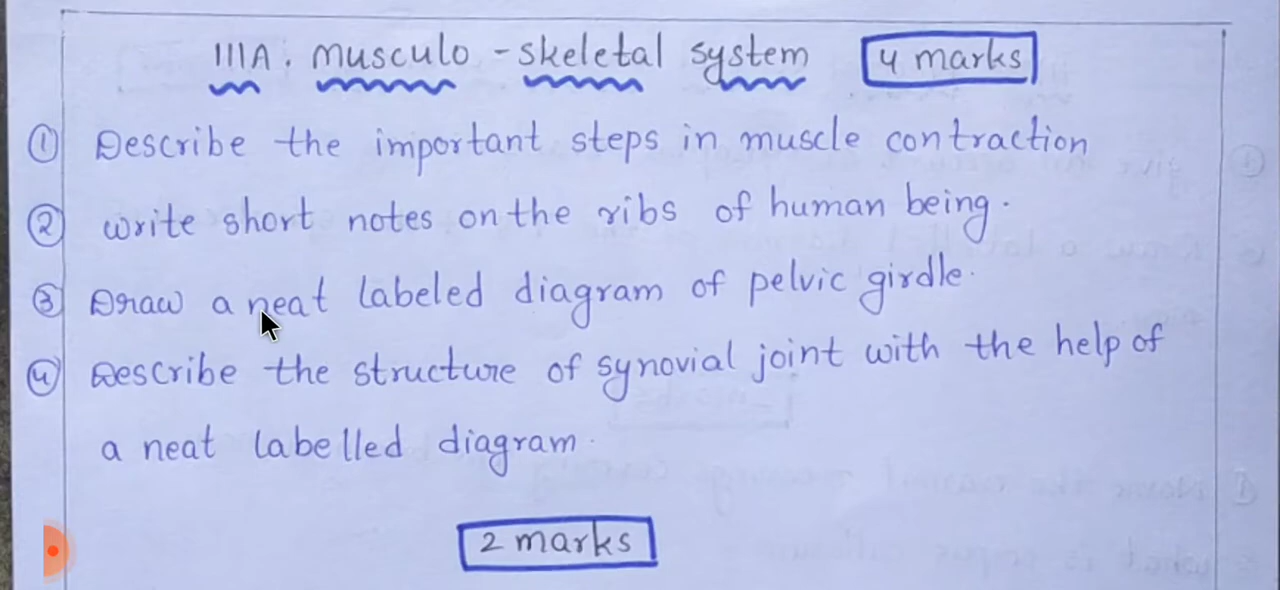 IIIA. musculo - skeletal system 4 marks
① Describe the important steps in muscle contraction
② write short notes on the ribs of human being.
③ Draw a neat labeled diagram of pelvic girdle.
④ Describe the structure of synovial joint with the help of
a neat labelled diagram.
2 marks